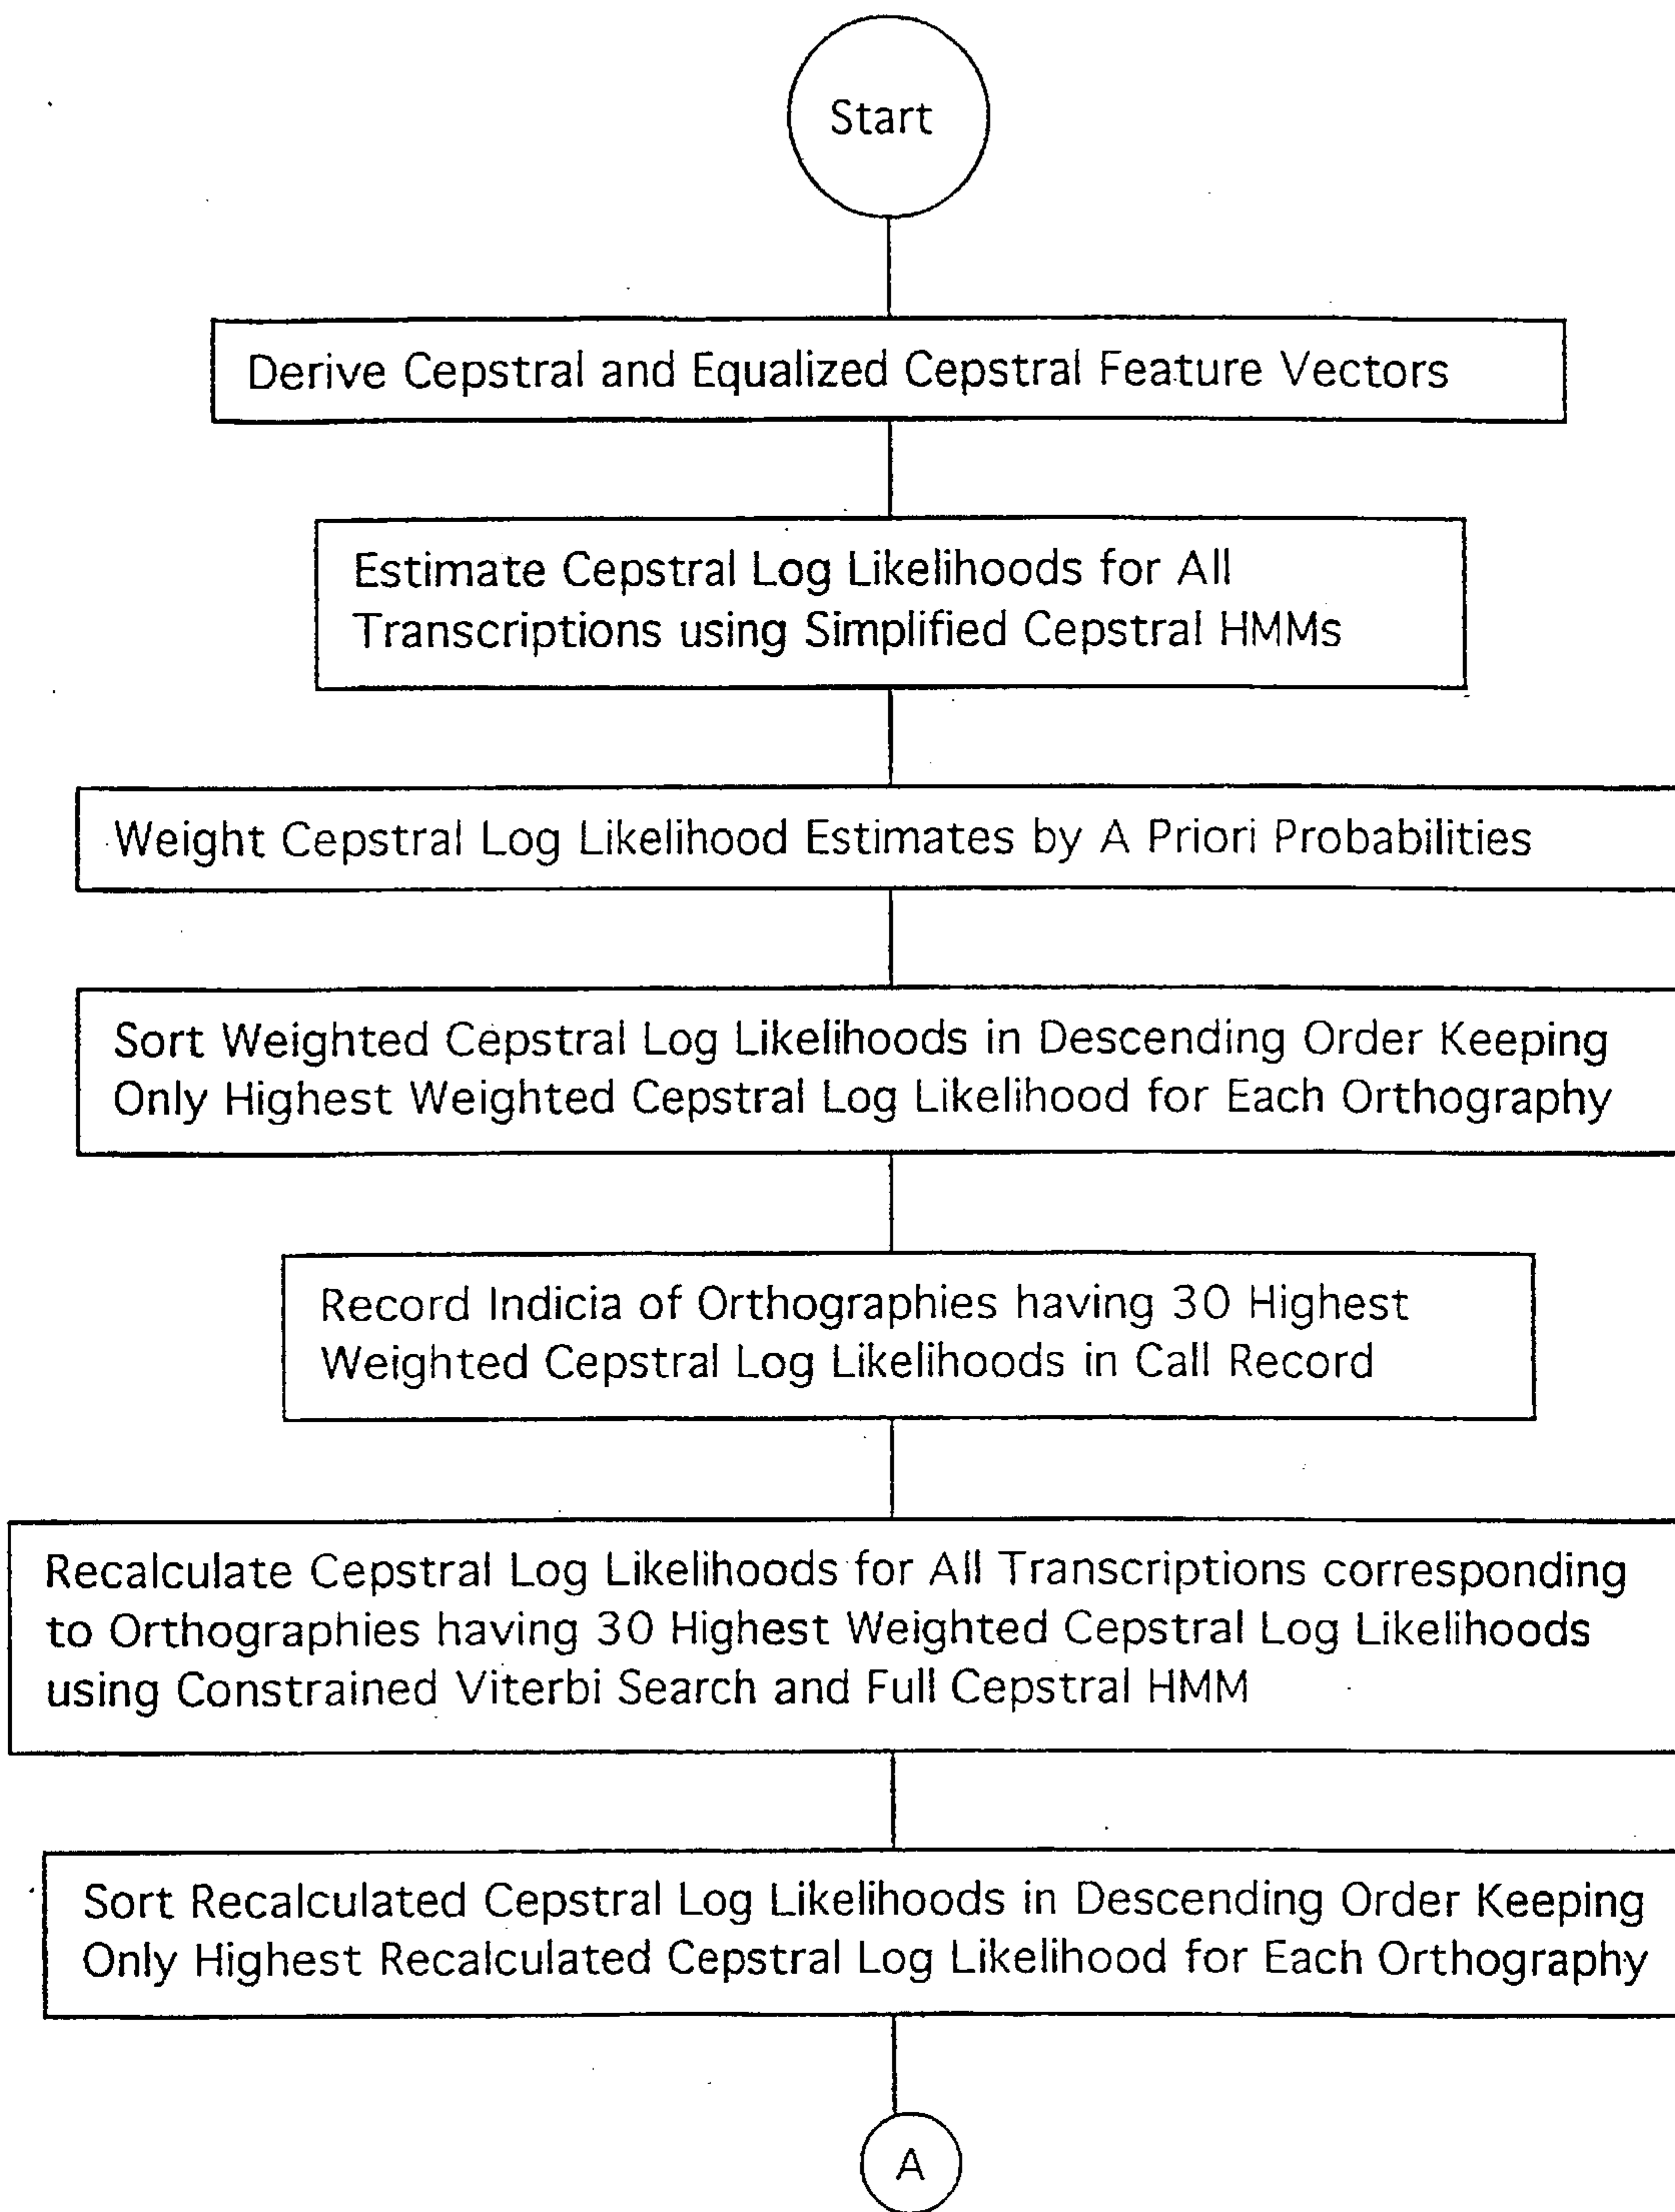 Start
Derive Cepstral and Equalized Cepstral Feature Vectors
Estimate Cepstral Log Likelihoods for All
Transcriptions using Simplified Cepstral HMMs
Weight Cepstral Log Likelihood Estimates by A Priori Probabilities
Sort Weighted Cepstral Log Likelihoods in Descending Order Keeping
Only Highest Weighted Cepstral Log Likelihood for Each Orthography
Record Indicia of Orthographies having 30 Highest
Weighted Cepstral Log Likelihoods in Call Record
Recalculate Cepstral Log Likelihoods for All Transcriptions corresponding
to Orthographies having 30 Highest Weighted Cepstral Log Likelihoods
using Constrained Viterbi Search and Full Cepstral HMM
Sort Recalculated Cepstral Log Likelihoods in Descending Order Keeping
Only Highest Recalculated Cepstral Log Likelihood for Each Orthography
A